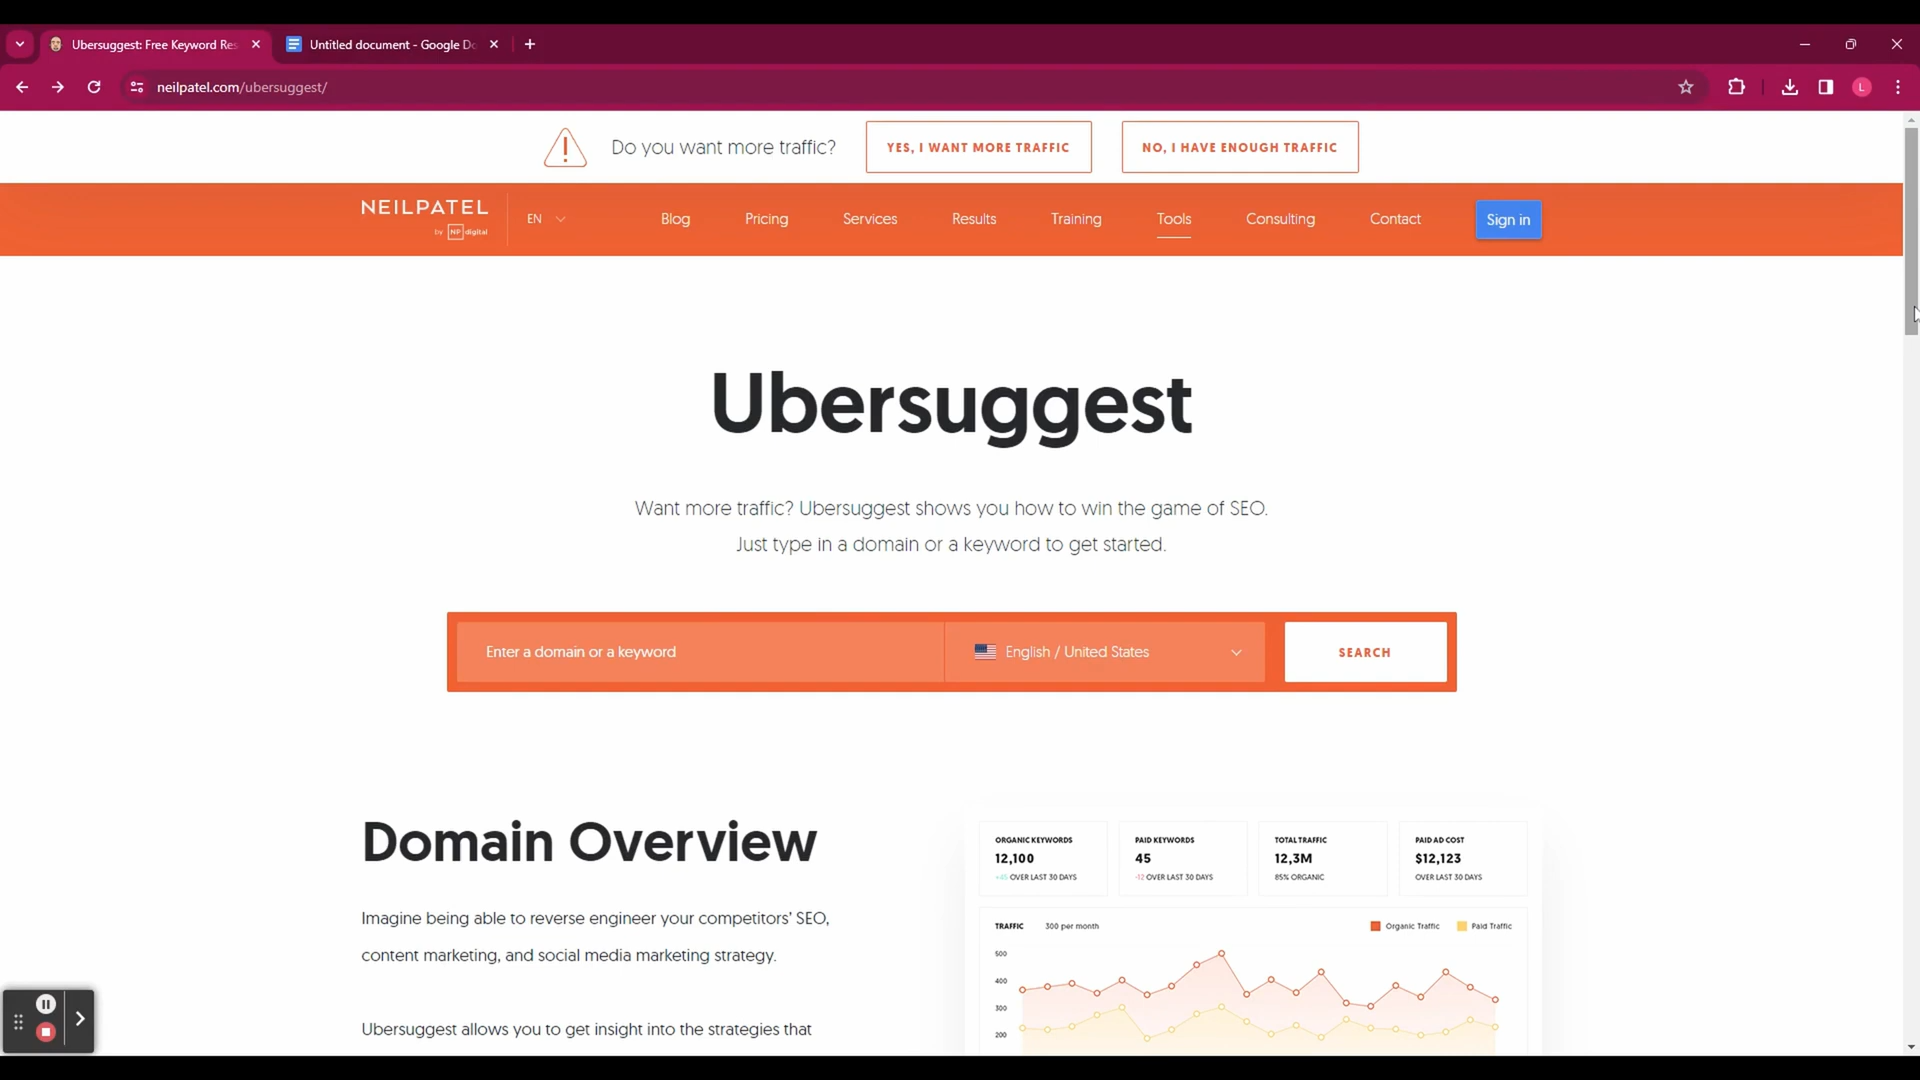 Ubersuggest: Free Keyword Res
Untitled document - Google Do
neilpatel.com/ubersuggest/
L
Do you want more traffic?
YES, I WANT MORE TRAFFIC
NO, I HAVE ENOUGH TRAFFIC
NEILPATEL
by NP digital
EN
Blog
Pricing
Services
Results
Training
Tools
Consulting
Contact
Sign in
Ubersuggest
Want more traffic? Ubersuggest shows you how to win the game of SEO.
Just type in a domain or a keyword to get started.
Enter a domain or a keyword
English / United States
SEARCH
Domain Overview
Imagine being able to reverse engineer your competitors’ SEO,
content marketing, and social media marketing strategy.
Ubersuggest allows you to get insight into the strategies that
ORGANIC KEYWORDS
12,100
+45 OVER LAST 30 DAYS
PAID KEYWORDS
45
-12 OVER LAST 30 DAYS
TOTAL TRAFFIC
12,3M
85% ORGANIC
PAID AD COST
$12,123
OVER LAST 30 DAYS
TRAFFIC
300 per month
Organic Traffic
Paid Traffic
500
400
300
200